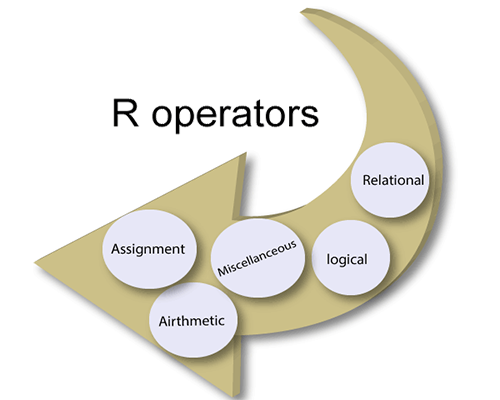 R operators
Relational
Assignment
Miscellaneous
logical
Airthmetic